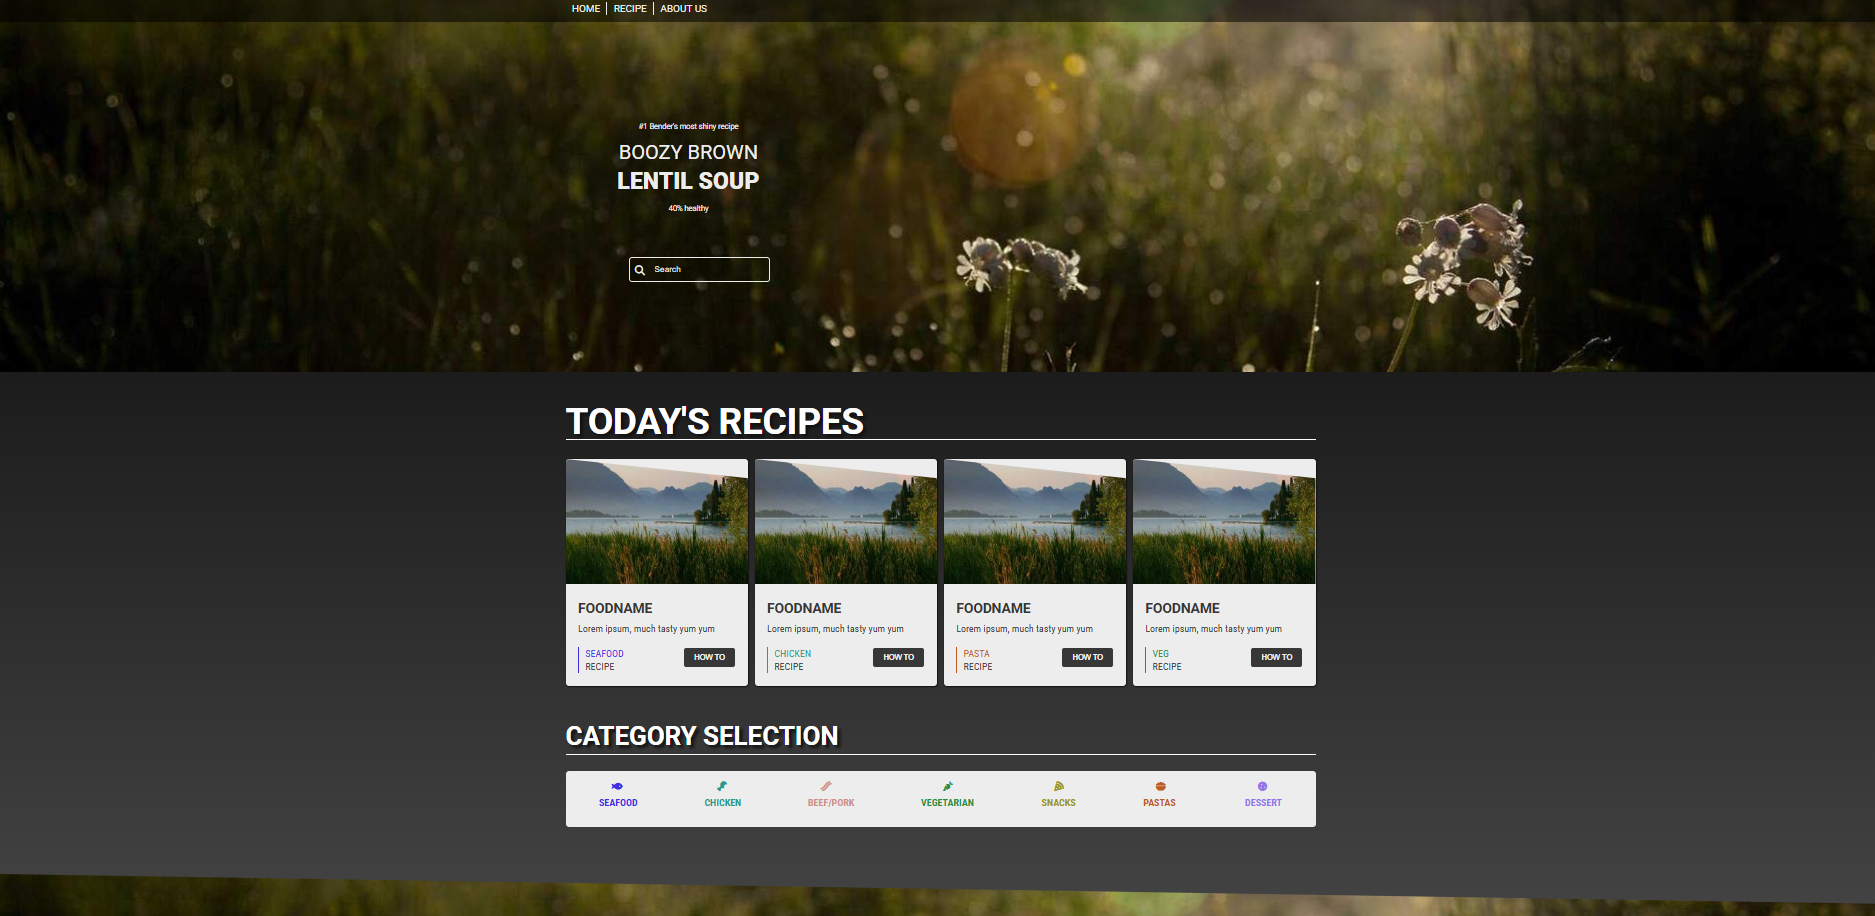 HOME RECIPE ABOUT US
#1 Bender's most shiny recipe
BOOZY BROWN
LENTIL SOUP
40% healthy
Search
TODAY'S RECIPES
FOODNAME
Lorem ipsum, much tasty yum yum
SEAFOOD
RECIPE
HOW TO
FOODNAME
Lorem ipsum, much tasty yum yum
CHICKEN
RECIPE
HOW TO
FOODNAME
Lorem ipsum, much tasty yum yum
PASTA
RECIPE
HOW TO
FOODNAME
Lorem ipsum, much tasty yum yum
VEG
RECIPE
HOW TO
CATEGORY SELECTION
SEAFOOD CHICKEN BEEF/PORK VEGETARIAN SNACKS PASTAS DESSERT